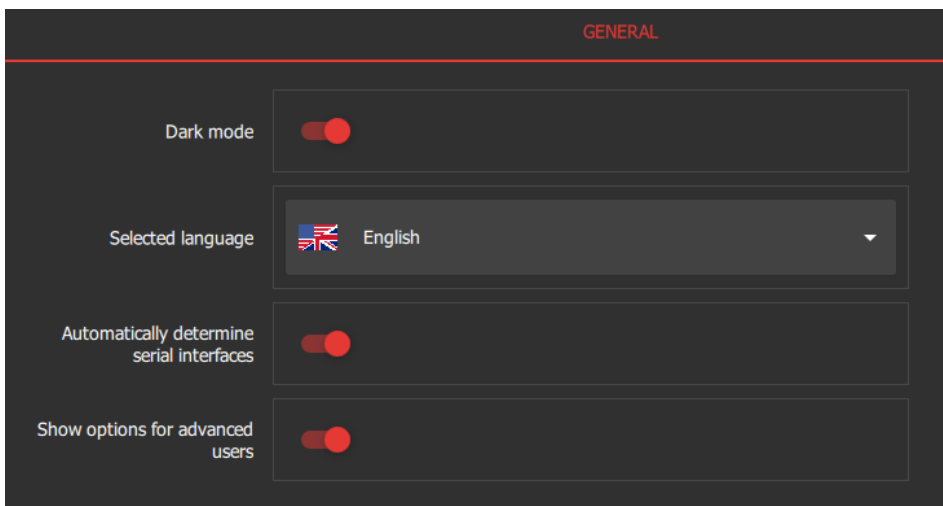 GENERAL
Dark mode
Selected language
English
Automatically determine
serial interfaces
Show options for advanced
users